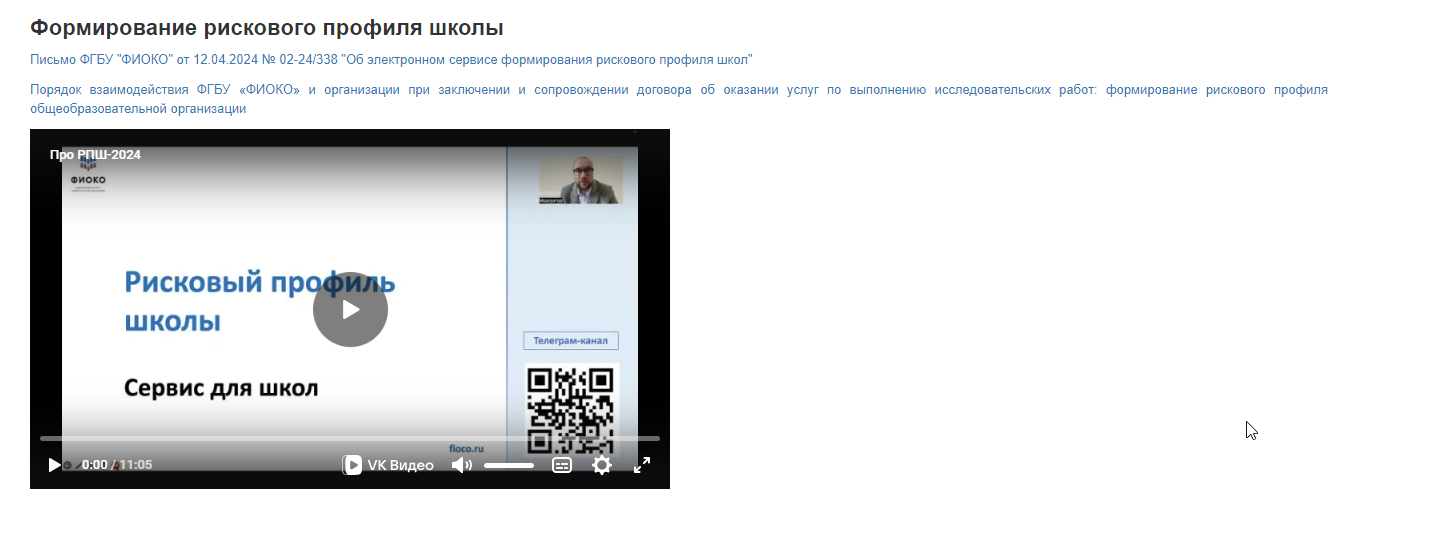 Формирование рискового профиля школы
Письмо ФГБУ "ФИОКО" от 12.04.2024 № 02-24/338 "Об электронном сервисе формирования рискового профиля школ"
Порядок взаимодействия ФГБУ «ФИОКО» и организации при заключении и сопровождении договора об оказании услуг по выполнению исследовательских работ: формирование рискового профиля
общеобразовательной организации
Про РПШ-2024
ФИОКО
Рисковый профиль
школы
Сервис для школ
Телеграм-канал
fioco.ru
0:00 / 11:05
VK Видео